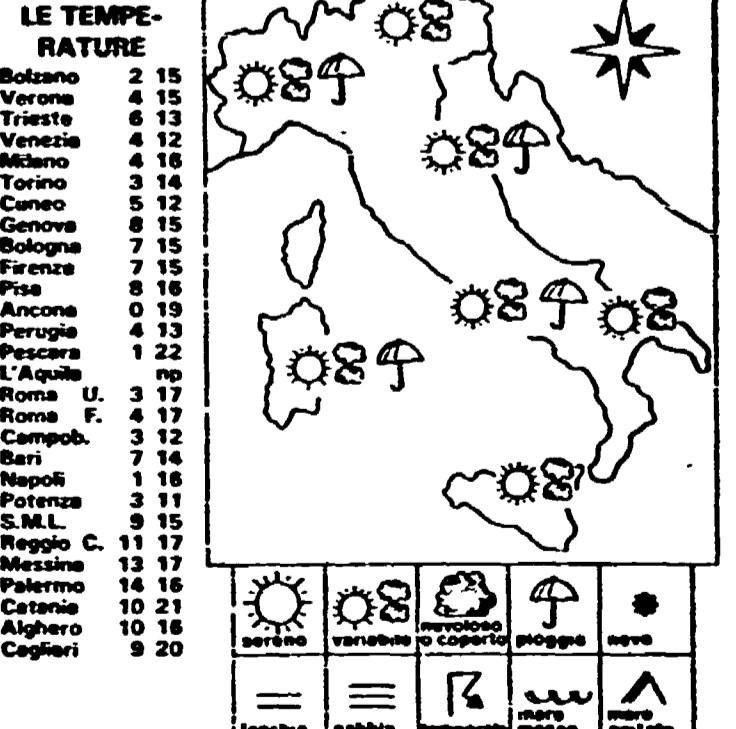 LE TEMPE-
RATURE
Bolzano 2 15
Verona 4 15
Trieste 6 13
Venezia 4 12
Milano 4 16
Torino 3 14
Cuneo 5 12
Genova 8 15
Bologna 7 15
Firenze 7 15
Pisa 8 16
Ancona 0 19
Perugia 4 13
Pescara 1 22
L'Aquila np
Roma U. 3 17
Roma F. 4 17
Campob. 3 12
Bari 7 14
Napoli 1 16
Potenza 3 11
S.M.L. 9 15
Reggio C. 11 17
Messina 13 17
Palermo 14 16
Catania 10 21
Alghero 10 16
Cagliari 9 20
sereno variabile nuvoloso
o coperto pioggia neve
nebbia mare mare
mosso